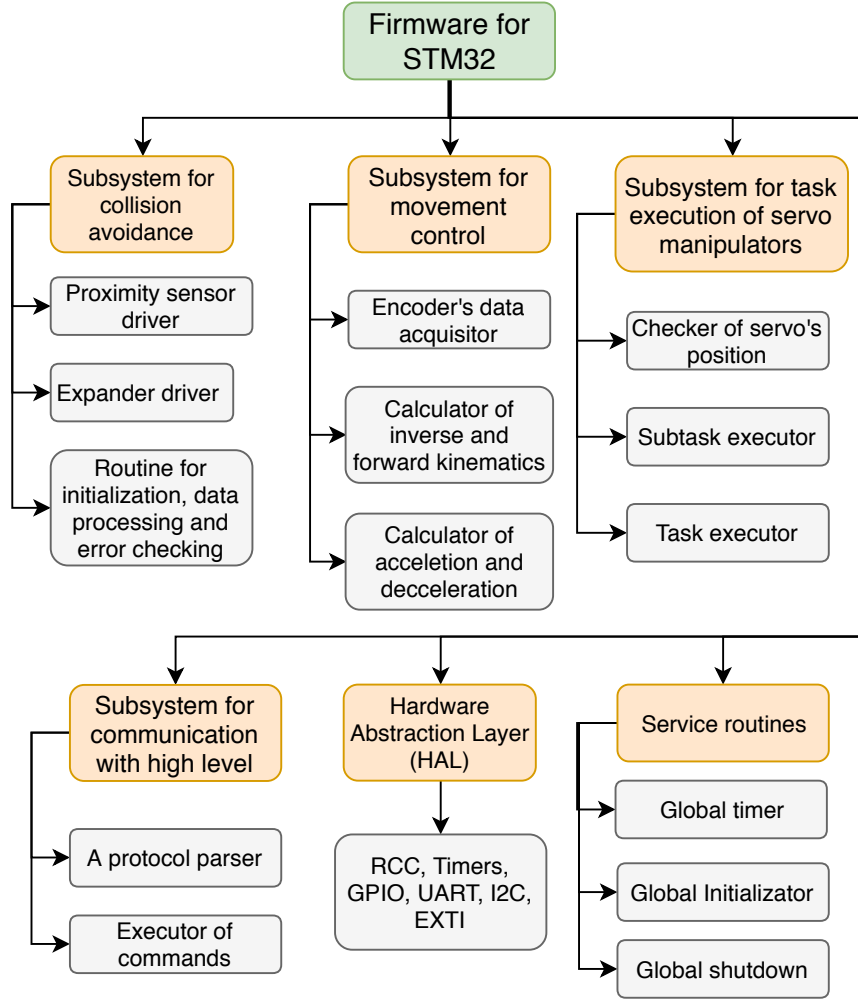 Firmware for
STM32
Subsystem for
collision
avoidance
Proximity sensor
driver
Expander driver
Routine for
initialization, data
processing and
error checking
Subsystem for
movement
control
Encoder's data
acquisitor
Calculator of
inverse and
forward kinematics
Calculator of
acceletion and
decceleration
Subsystem for task
execution of servo
manipulators
Checker of servo's
position
Subtask executor
Task executor
Subsystem for
communication
with high level
A protocol parser
Executor of
commands
Hardware
Abstraction Layer
(HAL)
RCC, Timers,
GPIO, UART, I2C,
EXTI
Service routines
Global timer
Global Initializator
Global shutdown